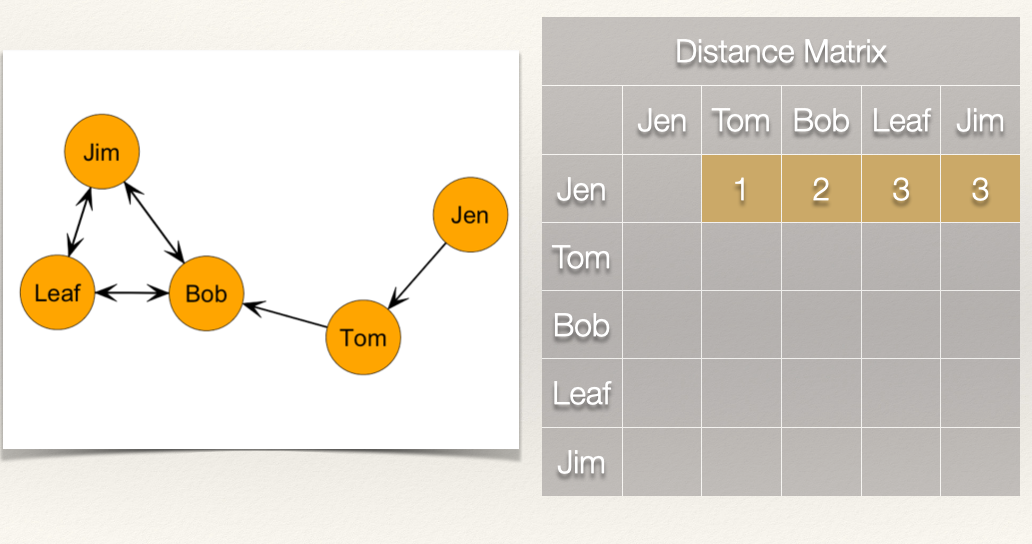 Jim
Jen
Leaf
Bob
Tom
Distance Matrix
Jen Tom Bob Leaf Jim
Jen 1 2 3 3
Tom
Bob
Leaf
Jim